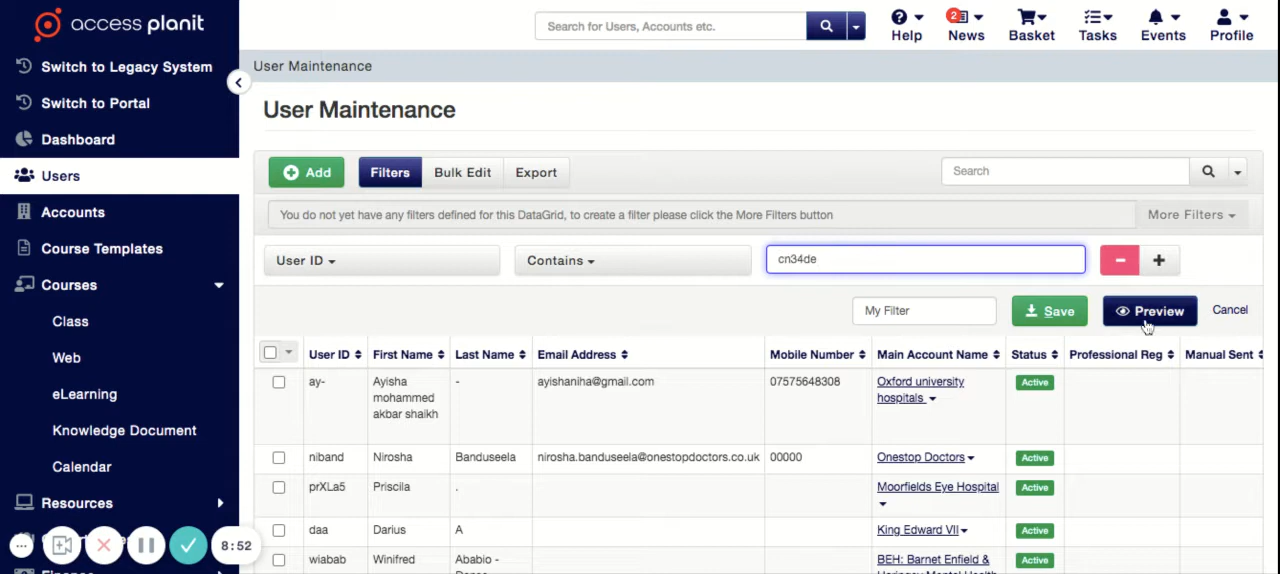 access planit
Search for Users, Accounts etc.
Help
2
News
Basket
Tasks
Events
Profile
Switch to Legacy System
Switch to Portal
Dashboard
Users
Accounts
Course Templates
Courses
Class
Web
eLearning
Knowledge Document
Calendar
Resources
8:52
User Maintenance
User Maintenance
Add Filters Bulk Edit Export Search
You do not yet have any filters defined for this DataGrid, to create a filter please click the More Filters button More Filters
User ID Contains cn34de − +
My Filter Save Preview Cancel
User ID First Name Last Name Email Address Mobile Number Main Account Name Status Professional Reg Manual Sent
ay- Ayisha - ayishaniha@gmail.com 07575648308 Oxford university Active
mohammed hospitals
akbar shaikh
niband Nirosha Banduseela nirosha.banduseela@onestopdoctors.co.uk 00000 Onestop Doctors Active
prXLa5 Priscila . Moorfields Eye Hospital Active
daa Darius A King Edward VII Active
wiabab Winifred Ababio - BEH: Barnet Enfield & Active